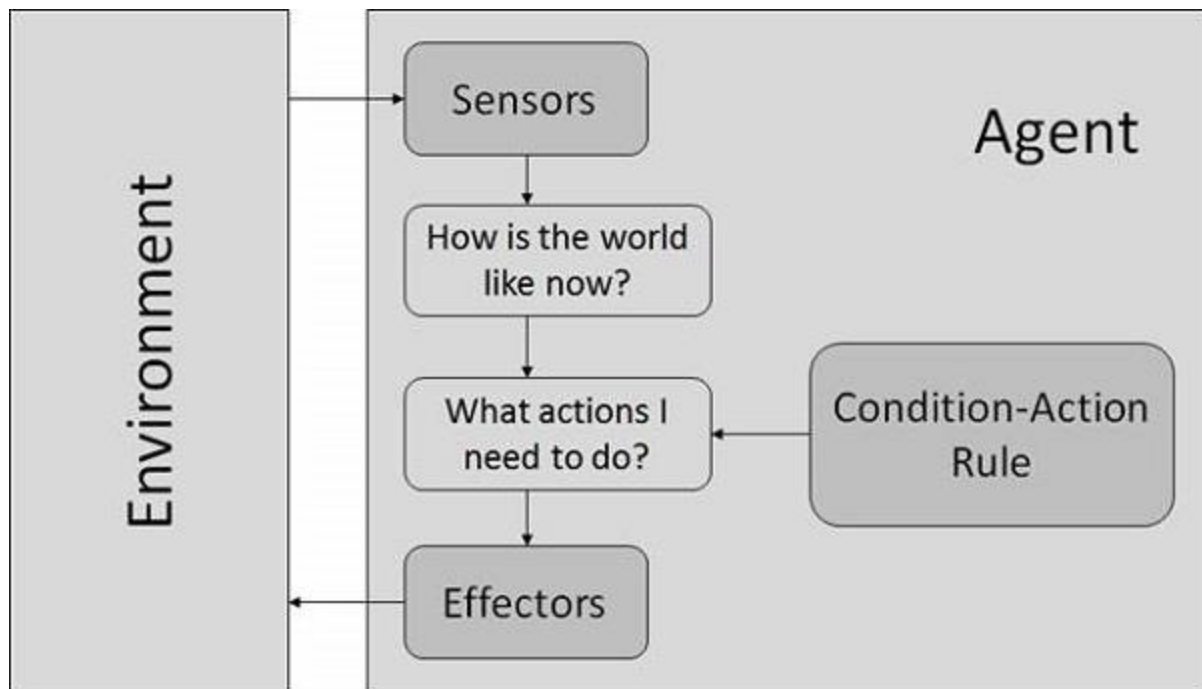 Environment
Agent
Sensors
How is the world
like now?
What actions I
need to do?
Condition-Action
Rule
Effectors